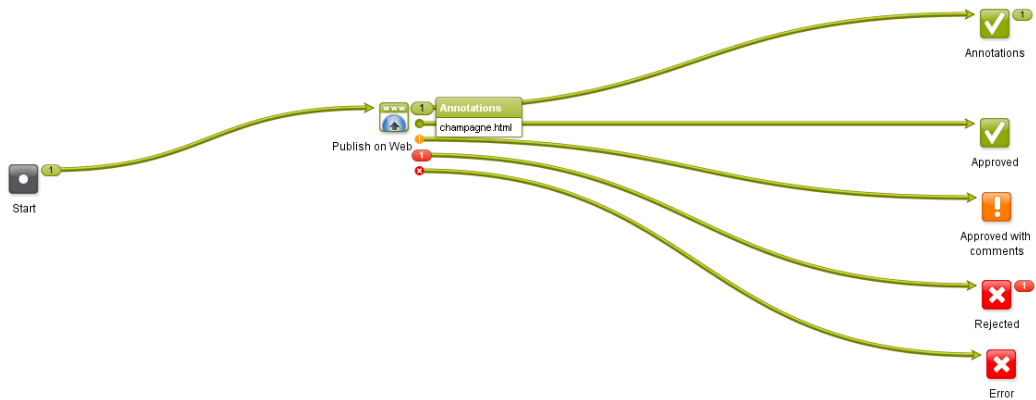 1
Annotations
www
1
Annotations
champagne.html
Publish on Web
1
Approved
1
Start
Approved with
comments
1
Rejected
Error